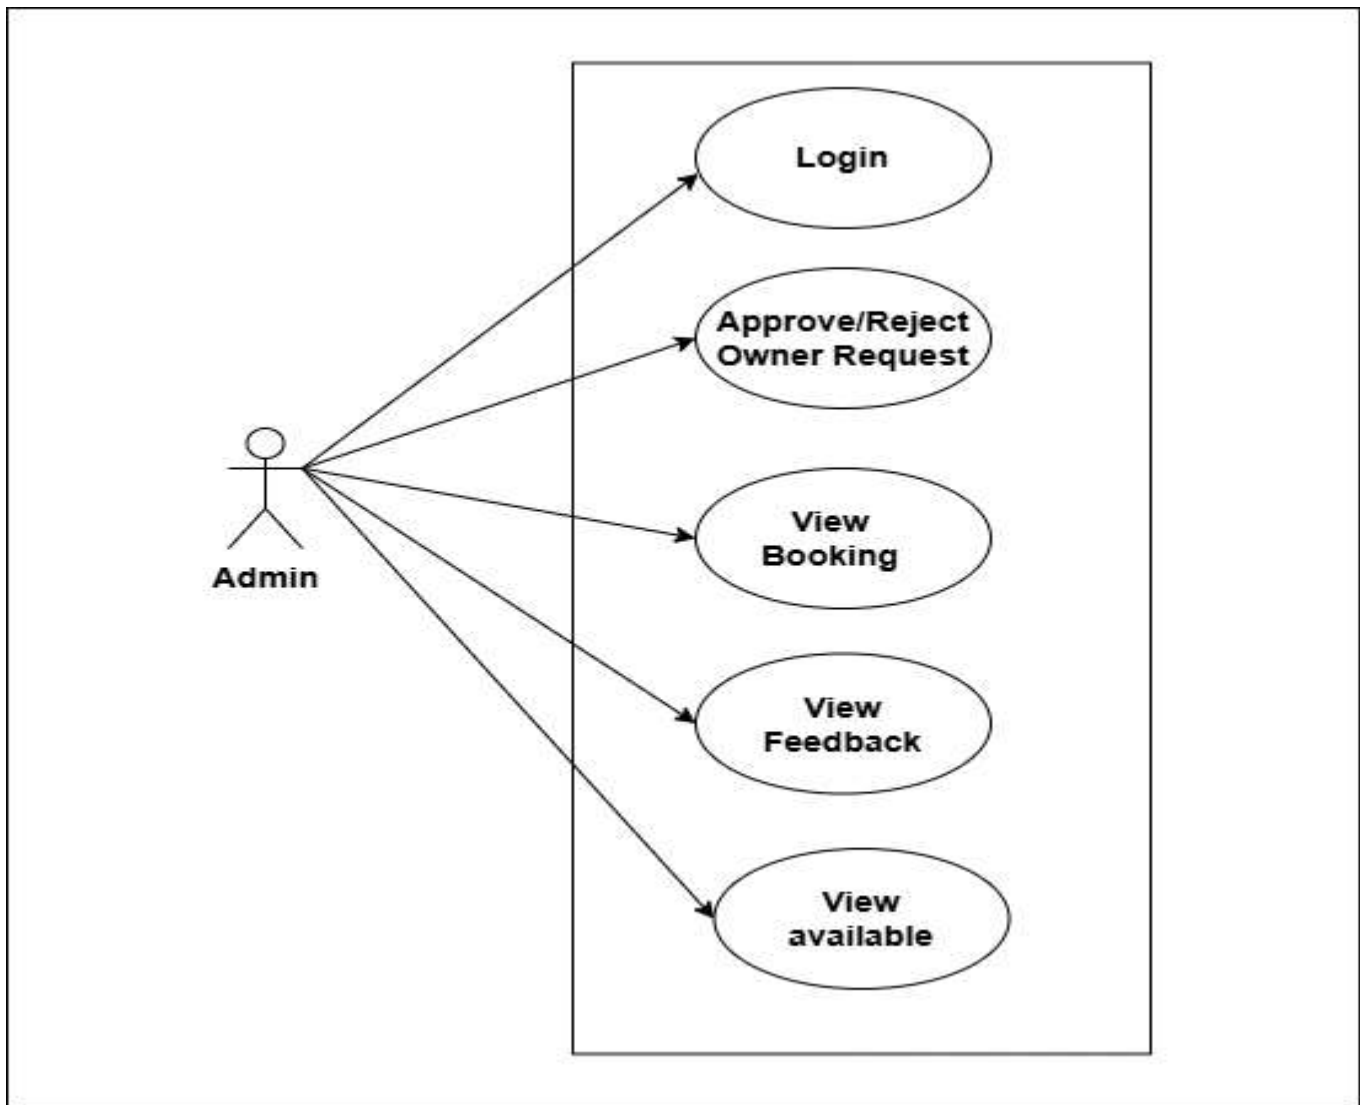 Login
Approve/Reject
Owner Request
Admin
View
Booking
View
Feedback
View
available